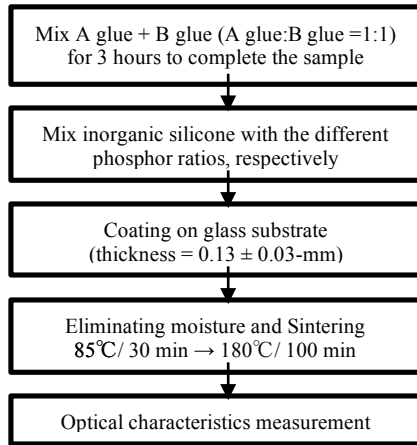 Mix A glue + B glue (A glue:B glue =1:1)
for 3 hours to complete the sample
Mix inorganic silicone with the different
phosphor ratios, respectively
Coating on glass substrate
(thickness = 0.13 ± 0.03-mm)
Eliminating moisture and Sintering
85℃/ 30 min → 180℃/ 100 min
Optical characteristics measurement